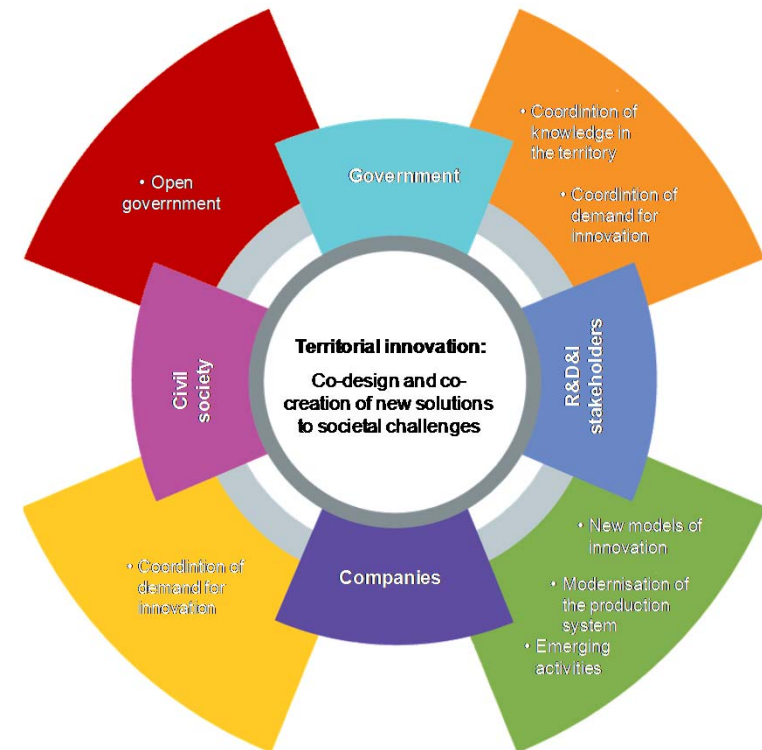 • Open
goverrnment
Government
• Coordintion of
knowledge in
the territory
• Coordintion of
demand for
innovation
Civil
society
Territorial innovation:
Co-design and co-
creation of new solutions
to societal challenges
R&D&I
stakeholders
• Coordintion of
demand for
innovation
Companies
• New models of
innovation
• Modernisation of
the production
system
• Emerging
activities